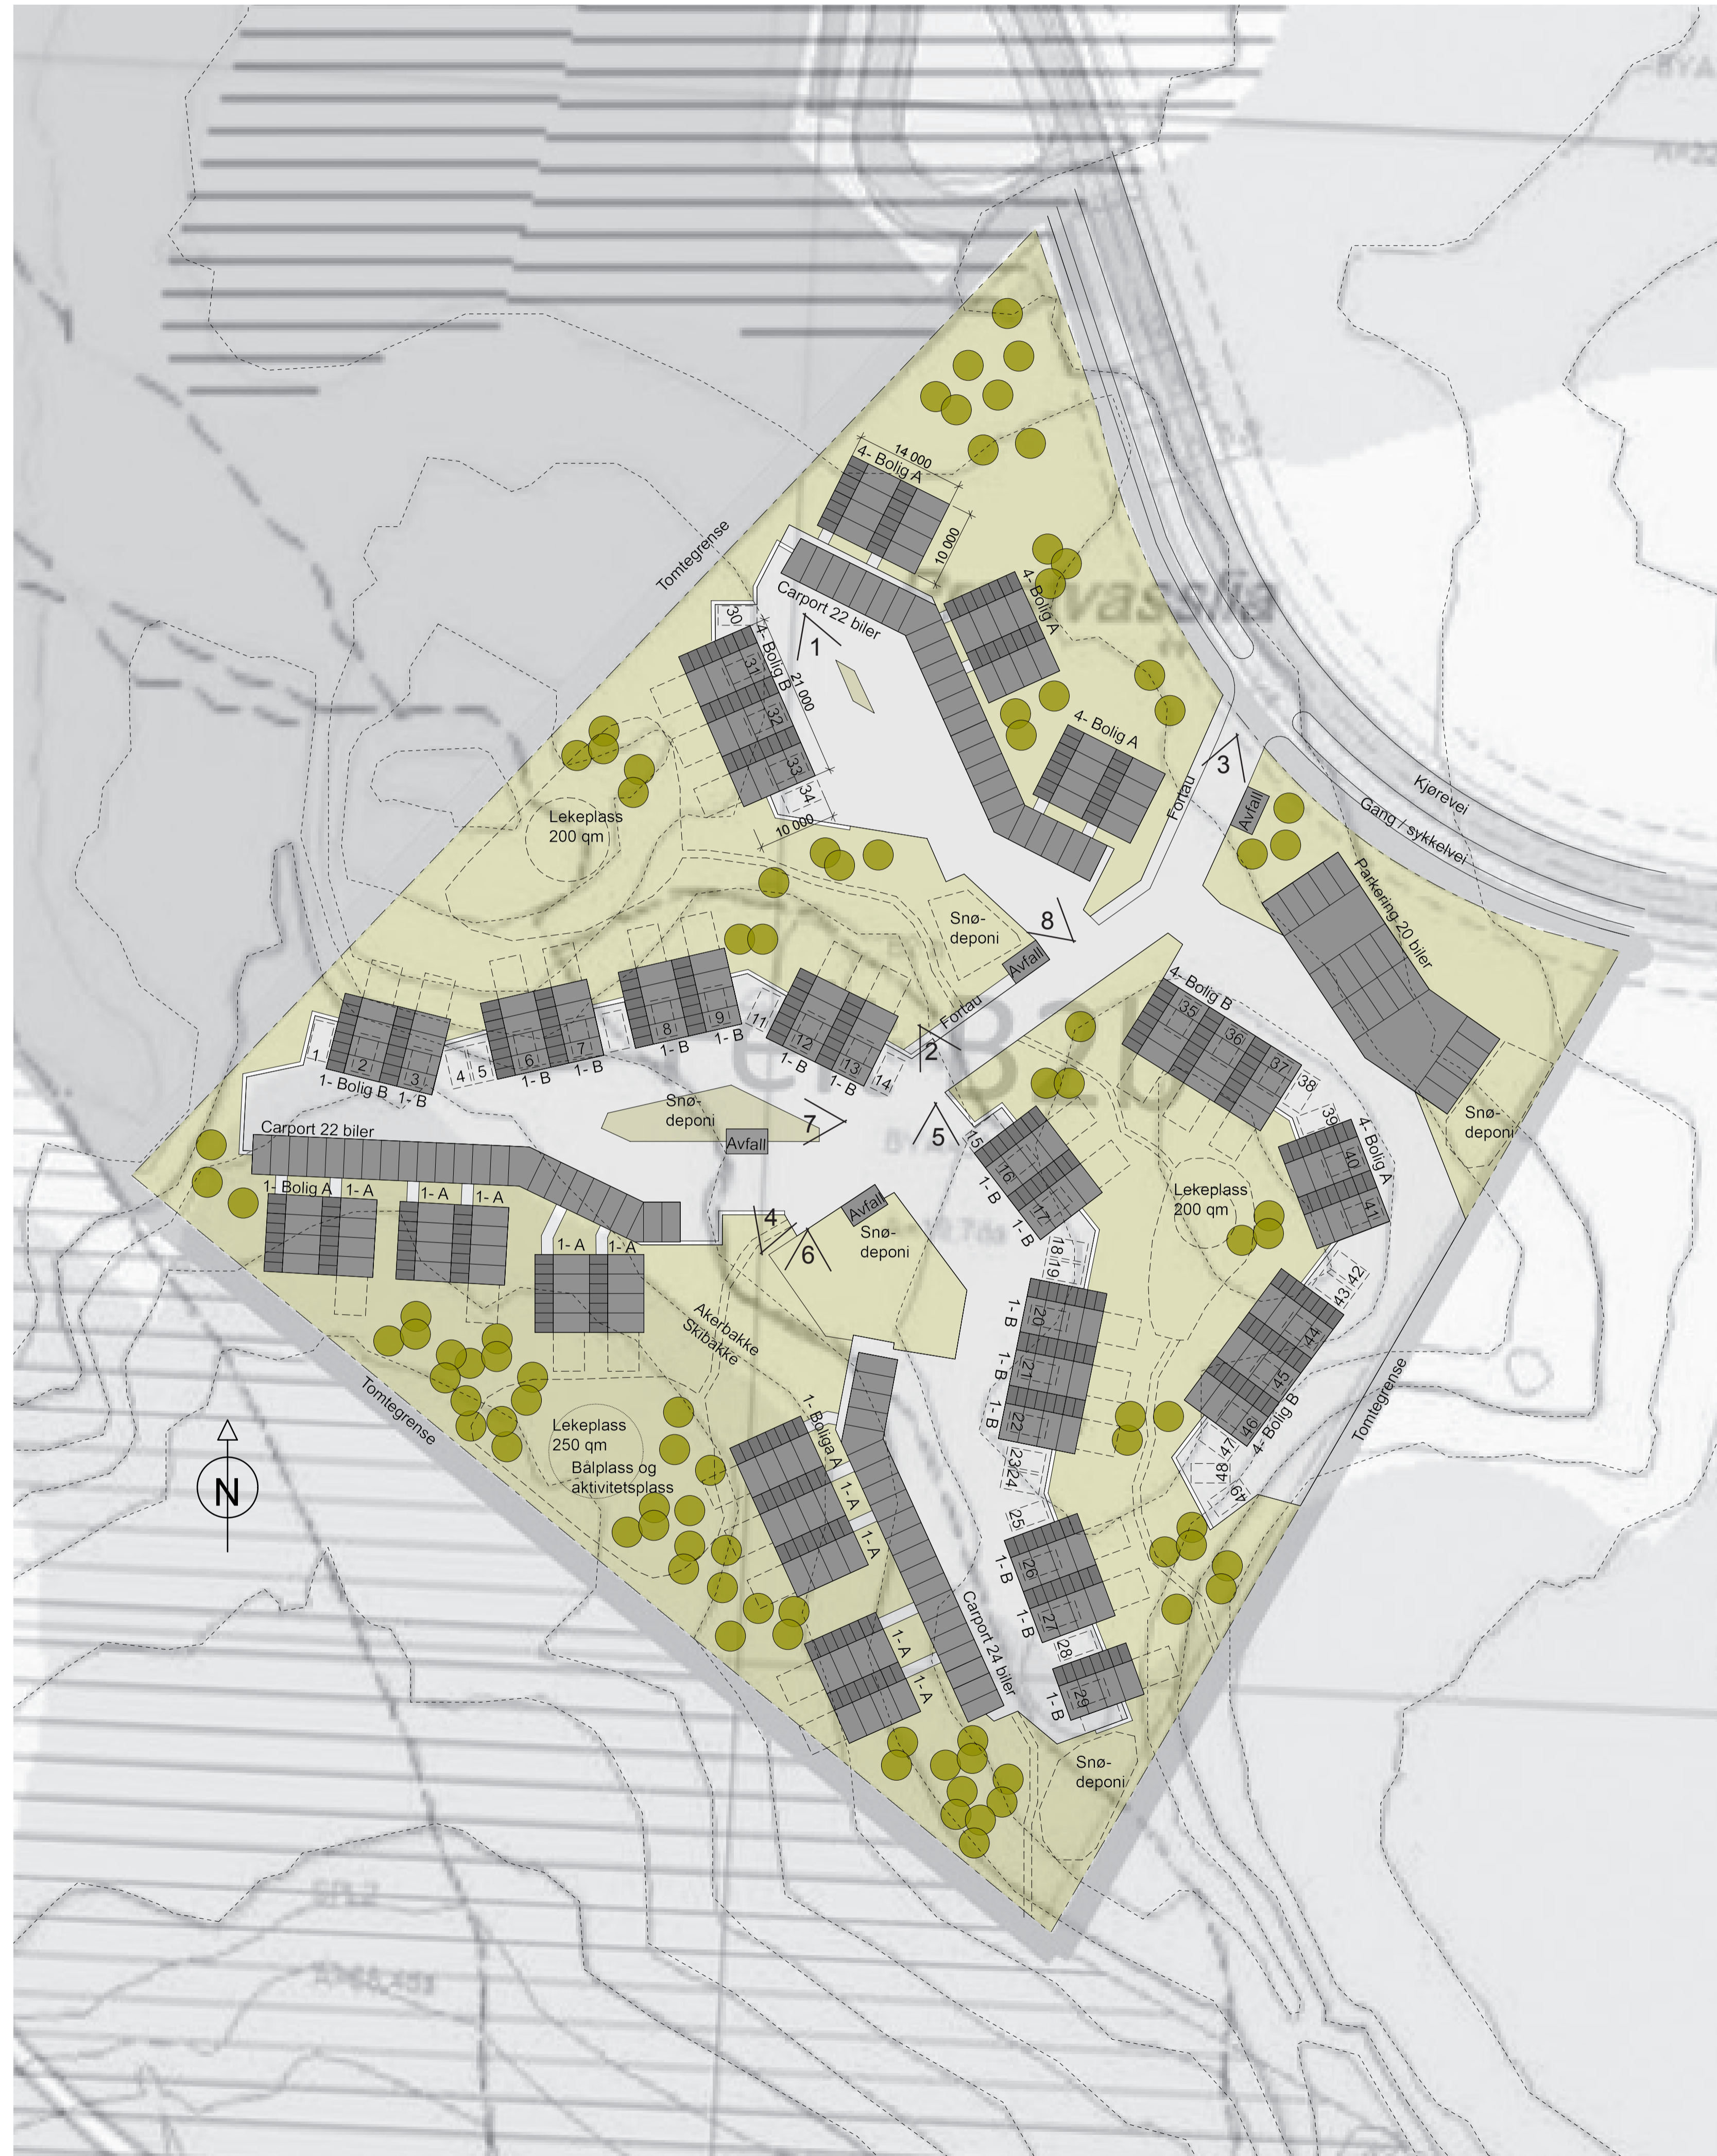 BYA
14 000
4- Bolig A
10 000
Tomtegrense
Carport 22 biler
30
4- Bolig B
21 000
31
32
33
34
10 000
1
4- Bolig A
vasslia
4- Bolig A
3
Fortau
Avfall
Kjørevei
Gang / sykkelvei
Parkering 20 biler
Lekeplass
200 qm
Snø-
deponi
8
Avfall
Fortau
2
4- Bolig B
35
36
37
38
39
4- Bolig A
40
41
Snø-
deponi
B2b
1
2
3
1- Bolig B
1- B
4
5
6
7
1- B
1- B
8
9
1- B
1- B
11
12
13
14
1- B
1- B
Snø-
deponi
Avfall
7
5
Carport 22 biler
1- Bolig A
1- A
1- A
1- A
1- A
1- A
4
6
Avfall
Snø-
deponi
15
16
17
1- B
1- B
18
19
Lekeplass
200 qm
42
43
44
45
46
4- Bolig B
47
48
49
Tomtegrense
1- B
20
1- B
21
1- B
22
23
24
25
1- B
26
1- B
27
28
1- B
29
Akerbakke
Skibakke
Tomtegrense
Lekeplass
250 qm
Bålplass og
aktivitetsplass
1- Boliga A
1- A
1- A
1- A
1- A
Carport 24 biler
Snø-
deponi
N